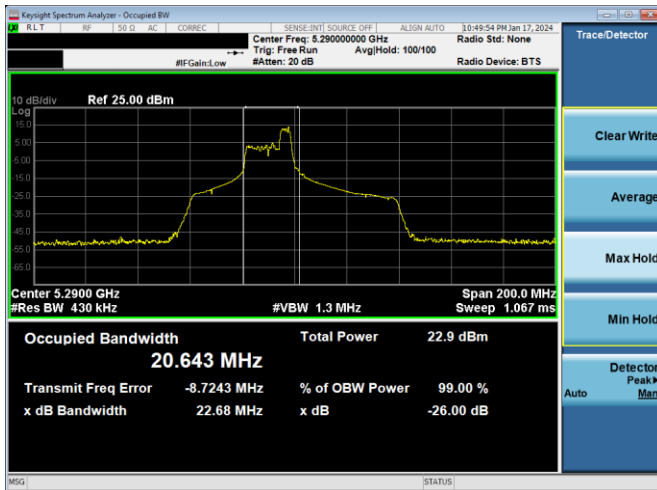 Keysight Spectrum Analyzer - Occupied BW
R L T RF 50 Ω AC CORREC SENSE:INT SOURCE OFF ALIGN AUTO 10:49:54 PM Jan 17, 2024
Center Freq: 5.290000000 GHz Radio Std: None
Trig: Free Run Avg|Hold: 100/100
#IFGain:Low #Atten: 20 dB Radio Device: BTS
Trace/Detector
10 dB/div Ref 25.00 dBm
Log
15.0
5.00
-5.00
-15.0
-25.0
-35.0
-45.0
-55.0
-65.0
Center 5.2900 GHz Span 200.0 MHz
#Res BW 430 kHz #VBW 1.3 MHz Sweep 1.067 ms
Occupied Bandwidth Total Power 22.9 dBm
20.643 MHz
Transmit Freq Error -8.7243 MHz % of OBW Power 99.00 %
x dB Bandwidth 22.68 MHz x dB -26.00 dB
Clear Write
Average
Max Hold
Min Hold
Detector
Peak▶
Auto Man
MSG STATUS